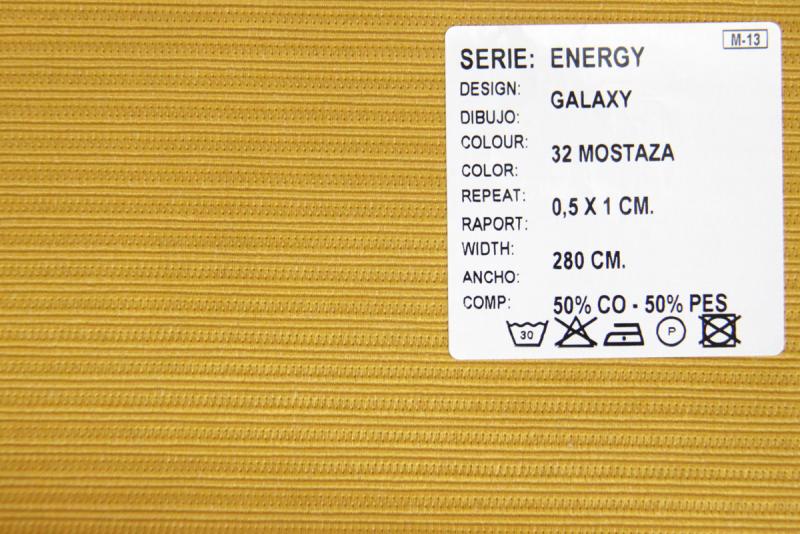 M-13
SERIE: ENERGY
DESIGN:
DIBUJO:
GALAXY
COLOUR:
COLOR:
32 MOSTAZA
REPEAT:
RAPORT:
0,5 X 1 CM.
WIDTH:
ANCHO:
280 CM.
COMP: 50% CO - 50% PES
30 P